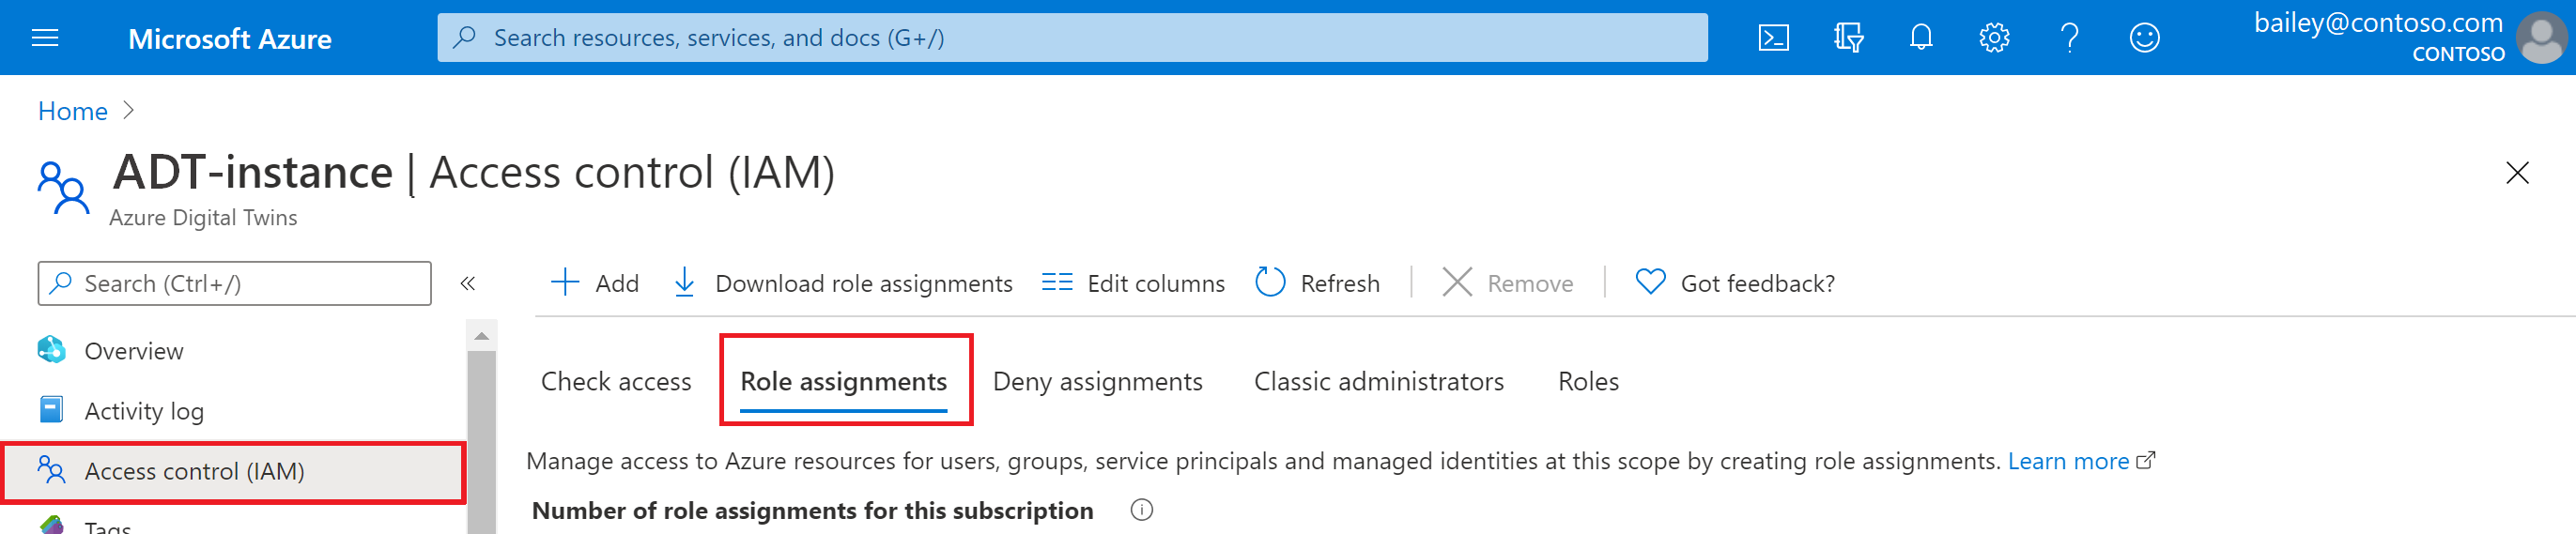 Microsoft Azure
Search resources, services, and docs (G+/)
bailey@contoso.com
CONTOSO
Home
ADT-instance | Access control (IAM)
Azure Digital Twins
Search (Ctrl+/)
Add
Download role assignments
Edit columns
Refresh
Remove
Got feedback?
Overview
Activity log
Access control (IAM)
Tags
Check access
Role assignments
Deny assignments
Classic administrators
Roles
Manage access to Azure resources for users, groups, service principals and managed identities at this scope by creating role assignments. Learn more
Number of role assignments for this subscription